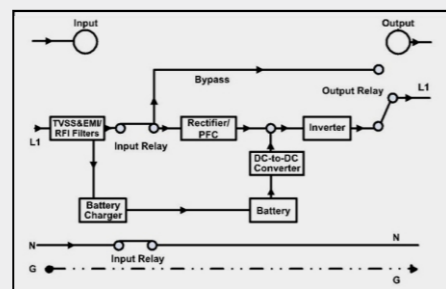 Input
Output
Bypass
Output Relay
L1
TVSS&EMI/
RFI Filters
L1
Input Relay
Rectifier/
PFC
Inverter
DC-to-DC
Converter
Battery
Charger
Battery
N
N
Input Relay
G
G